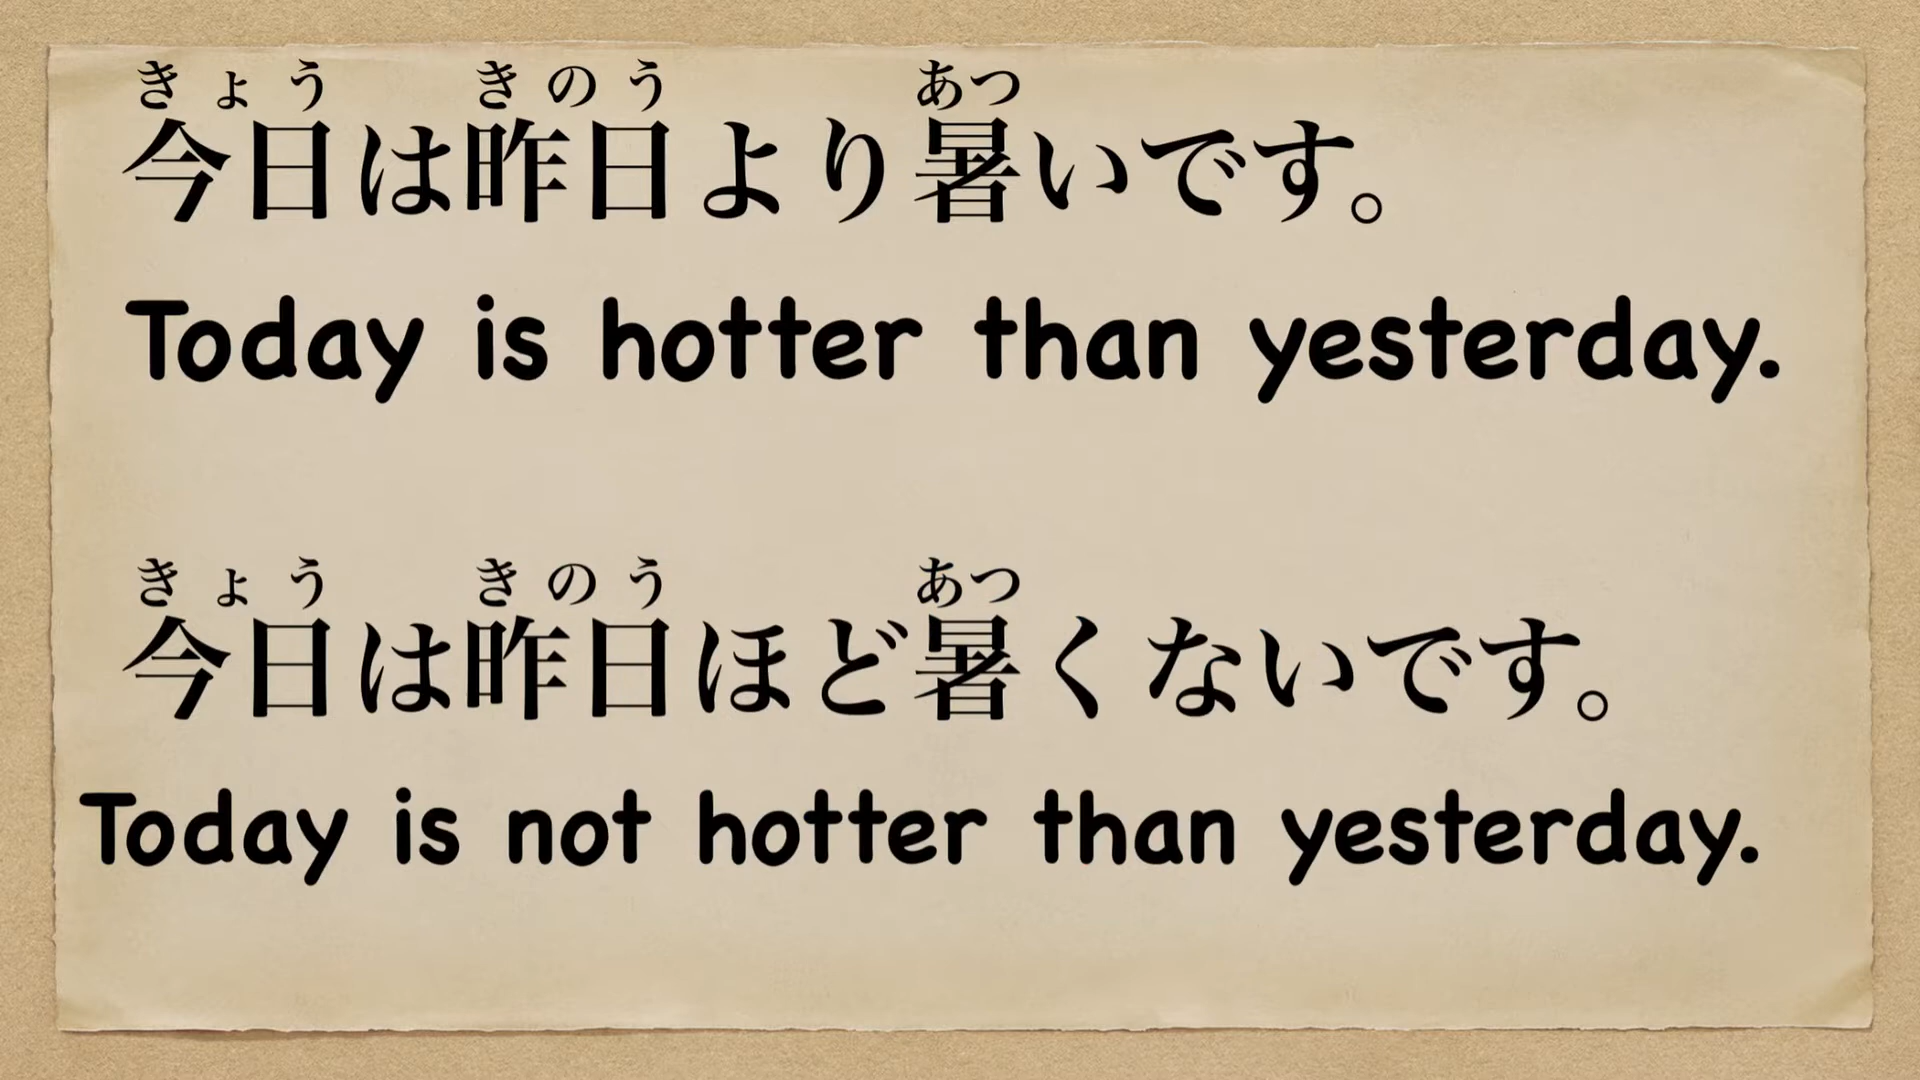 きょう きのう あつ
今日は昨日より暑いです。
Today is hotter than yesterday.
きょう きのう あつ
今日は昨日ほど暑くないです。
Today is not hotter than yesterday.